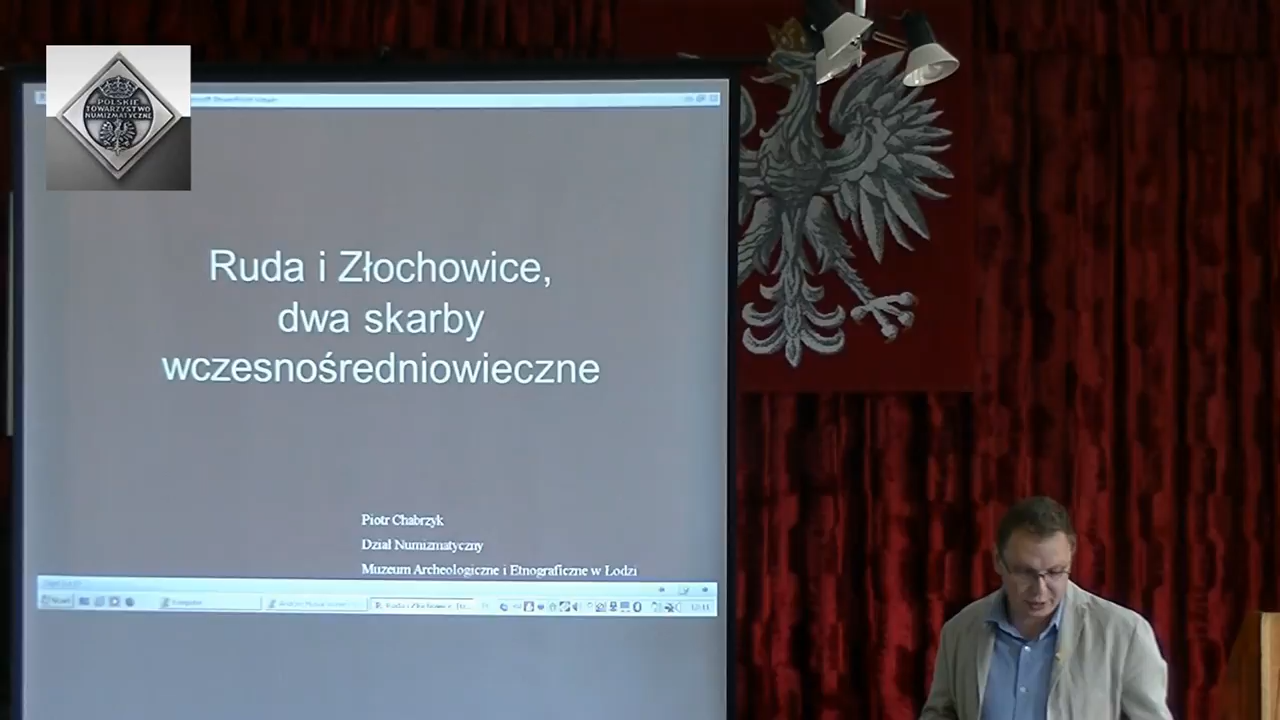 POLSKIE
TOWARZYSTWO
NUMIZMATYCZNE
Ruda i Złochowice,
dwa skarby
wczesnośredniowieczne
Piotr Chabrzyk
Dział Numizmatyczny
Muzeum Archeologiczne i Etnograficzne w Łodzi